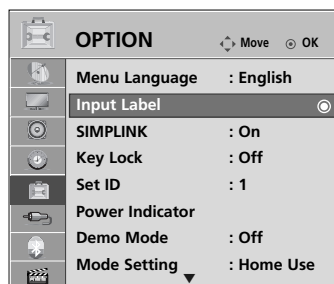 OPTION Move OK
Menu Language : English
Input Label
SIMPLINK : On
Key Lock : Off
Set ID : 1
Power Indicator
Demo Mode : Off
Mode Setting : Home Use